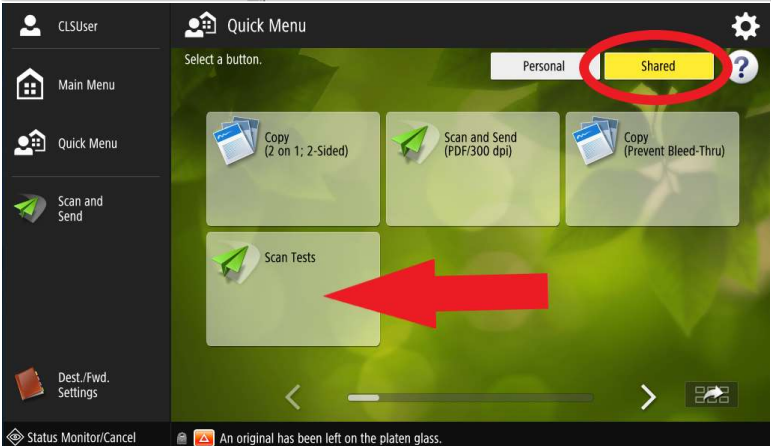 CLSUser
Main Menu
Quick Menu
Scan and
Send
Dest./Fwd.
Settings
Status Monitor/Cancel
Quick Menu
Select a button.
Personal
Shared
?
Copy
(2 on 1; 2-Sided)
Scan and Send
(PDF/300 dpi)
Copy
(Prevent Bleed-Thru)
Scan Tests
An original has been left on the platen glass.